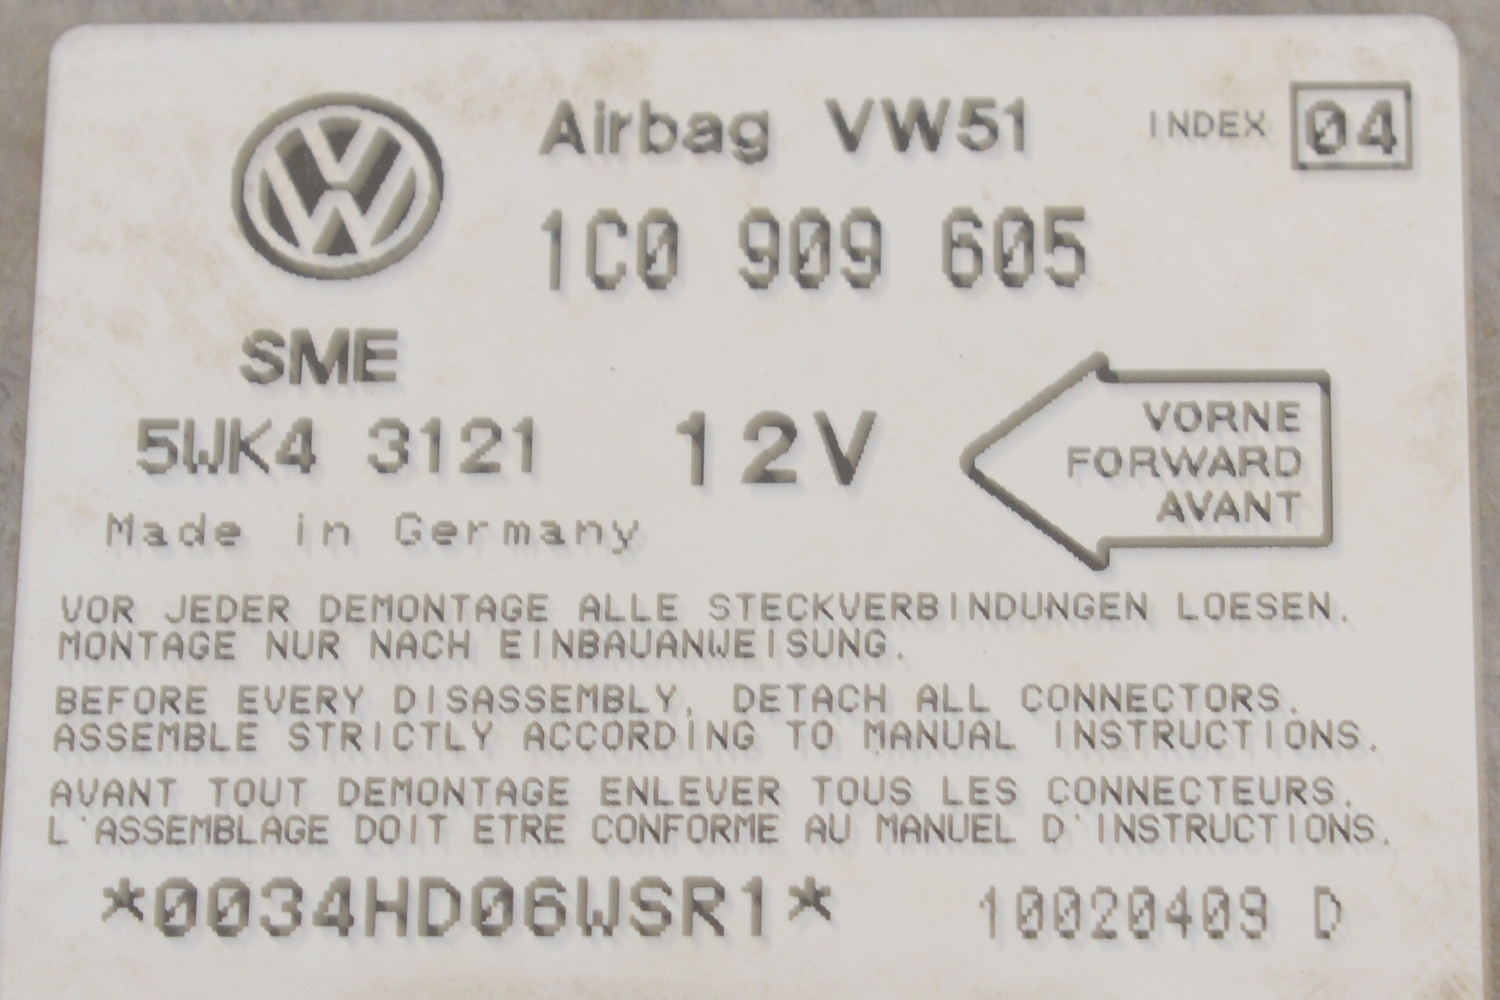 Airbag VW51 INDEX 04
1C0 909 605
SME
5WK4 3121 12V
VORNE
FORWARD
AVANT
Made in Germany
VOR JEDER DEMONTAGE ALLE STECKVERBINDUNGEN LOESEN.
MONTAGE NUR NACH EINBAUANWEISUNG.
BEFORE EVERY DISASSEMBLY, DETACH ALL CONNECTORS.
ASSEMBLE STRICTLY ACCORDING TO MANUAL INSTRUCTIONS.
AVANT TOUT DEMONTAGE ENLEVER TOUS LES CONNECTEURS.
L'ASSEMBLAGE DOIT ETRE CONFORME AU MANUEL D'INSTRUCTIONS.
*0034HD06WSR1* 10020409 D